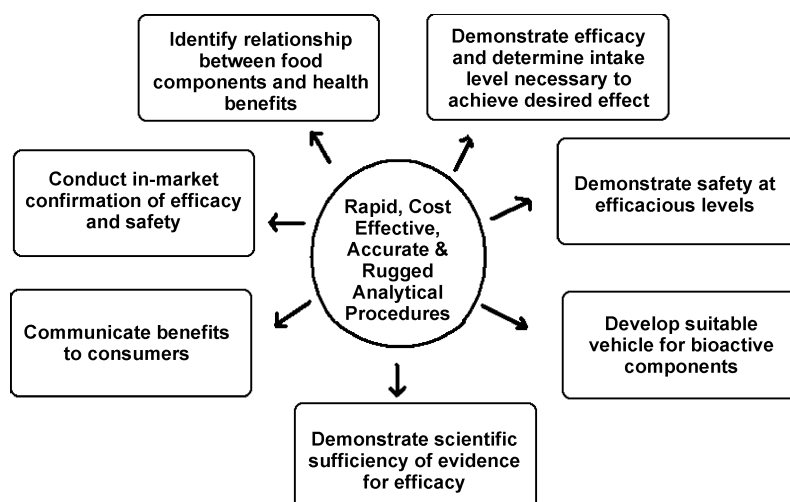 Identify relationship
between food
components and health
benefits
Demonstrate efficacy
and determine intake
level necessary to
achieve desired effect
Conduct in-market
confirmation of efficacy
and safety
Rapid, Cost
Effective,
Accurate &
Rugged
Analytical
Procedures
Demonstrate safety at
efficacious levels
Communicate benefits
to consumers
Develop suitable
vehicle for bioactive
components
Demonstrate scientific
sufficiency of evidence
for efficacy